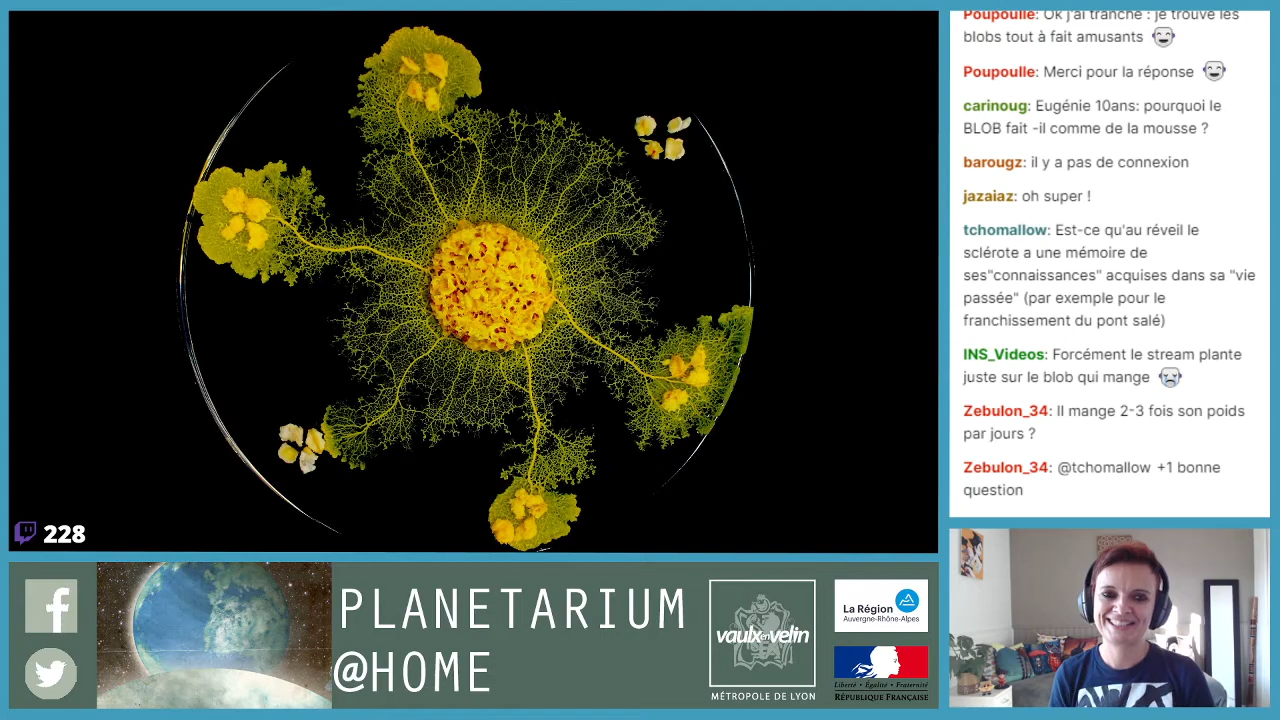 Poupoulle: Ok j'ai tranché : je trouve les
blobs tout à fait amusants
Poupoulle: Merci pour la réponse
carinoug: Eugénie 10ans: pourquoi le
BLOB fait -il comme de la mousse ?
barougz: il y a pas de connexion
jazaiaz: oh super !
tchomallow: Est-ce qu'au réveil le
sclérote a une mémoire de
ses"connaissances" acquises dans sa "vie
passée" (par exemple pour le
franchissement du pont salé)
INS_Videos: Forcément le stream plante
juste sur le blob qui mange
Zebulon_34: Il mange 2-3 fois son poids
par jours ?
Zebulon_34: @tchomallow +1 bonne
question
228
PLANETARIUM
@HOME
vaulx en velin
MÉTROPOLE DE LYON
La Région
Auvergne-Rhône-Alpes
Liberté • Égalité • Fraternité
RÉPUBLIQUE FRANÇAISE